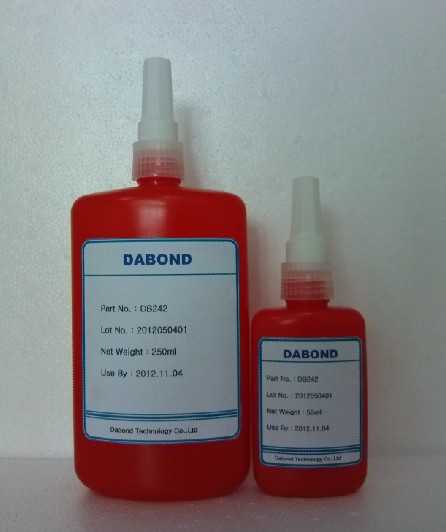 DABOND
Part No. : DB242
Lot No. : 2012050401
Net Weight : 250ml
Use By : 2012.11.04
Dabond Technology Co.,Ltd
DABOND
Part No. : DB242
Lot No. : 2012050401
Net Weight : 50ml
Use By : 2012.11.04
Dabond Technology Co.,Ltd